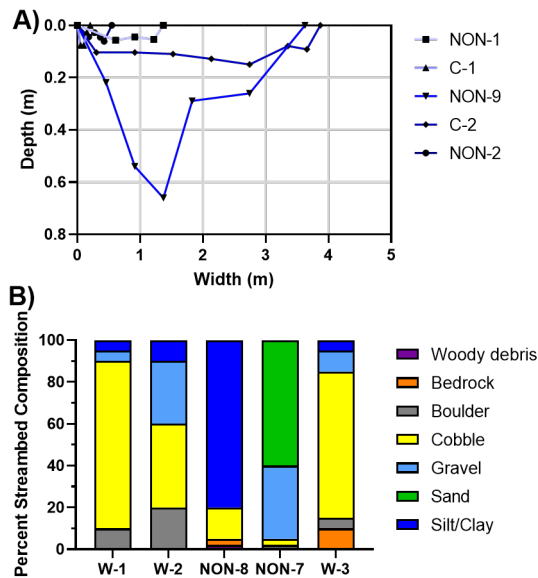 A)
0.0
0.2
0.4
0.6
0.8
Depth (m)
0 1 2 3 4 5
Width (m)
NON-1
C-1
NON-9
C-2
NON-2
B)
100
80
60
40
20
0
Percent Streambed Composition
W-1 W-2 NON-8 NON-7 W-3
Woody debris
Bedrock
Boulder
Cobble
Gravel
Sand
Silt/Clay